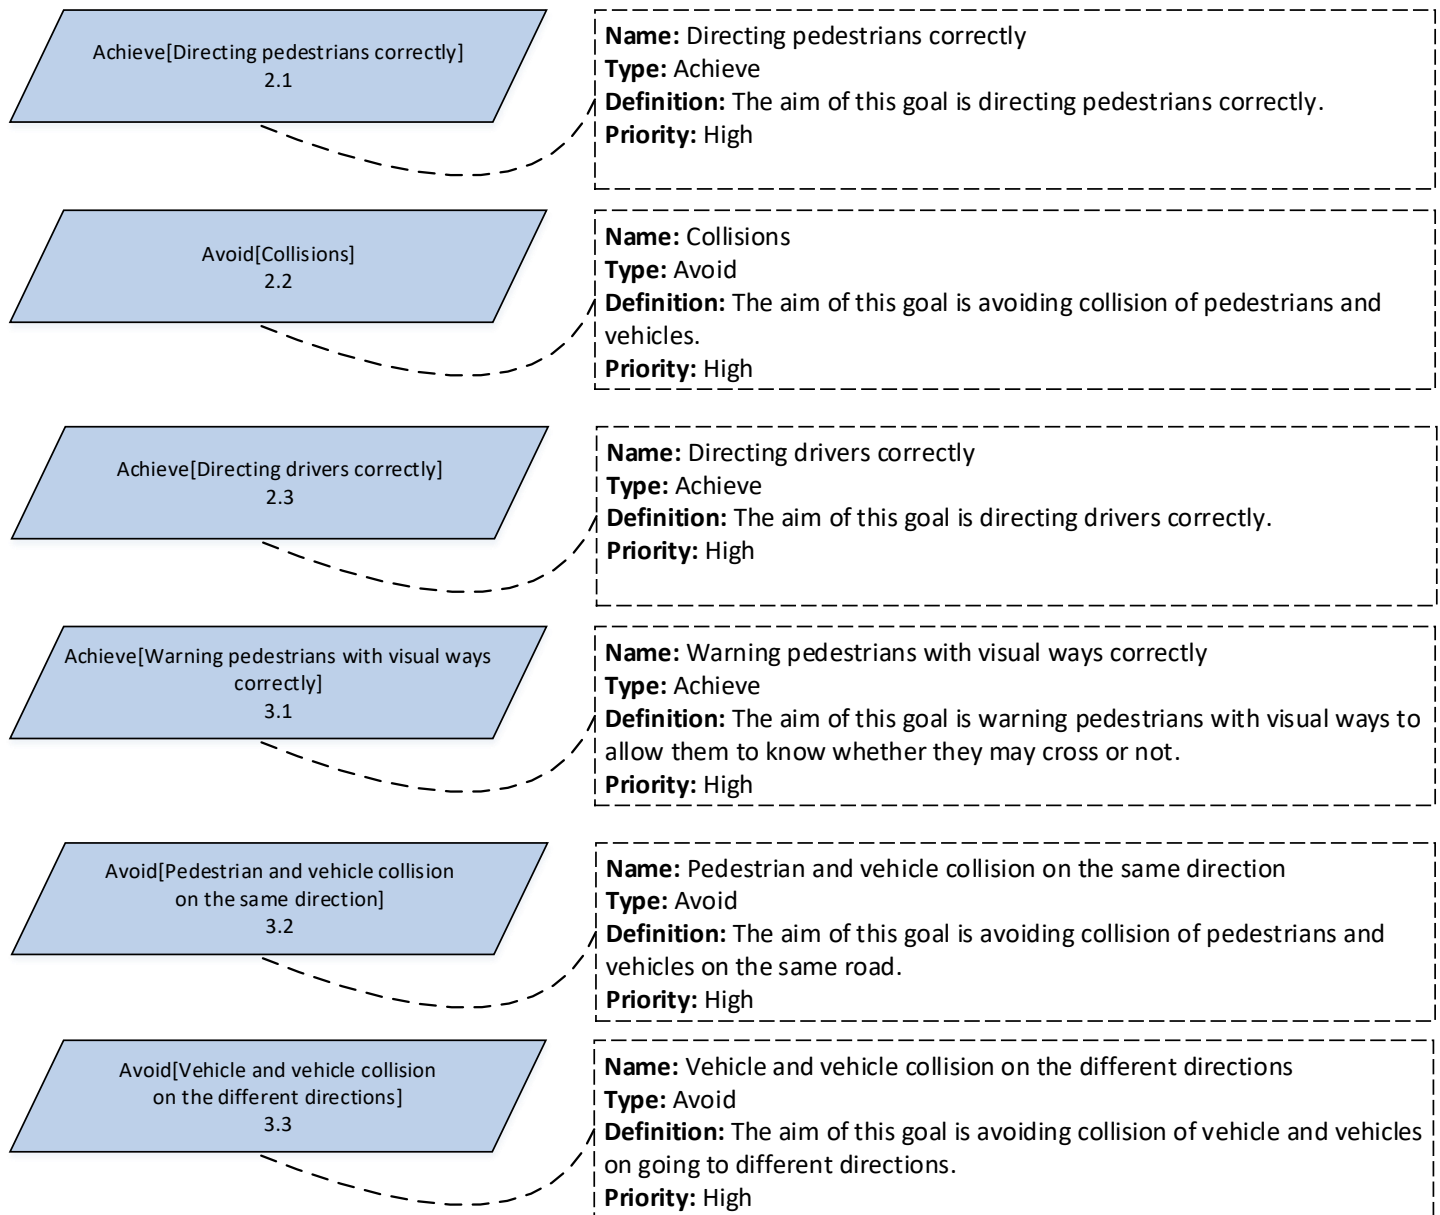 Achieve[Directing pedestrians correctly]
2.1
Name: Directing pedestrians correctly
Type: Achieve
Definition: The aim of this goal is directing pedestrians correctly.
Priority: High
Avoid[Collisions]
2.2
Name: Collisions
Type: Avoid
Definition: The aim of this goal is avoiding collision of pedestrians and
vehicles.
Priority: High
Achieve[Directing drivers correctly]
2.3
Name: Directing drivers correctly
Type: Achieve
Definition: The aim of this goal is directing drivers correctly.
Priority: High
Achieve[Warning pedestrians with visual ways
correctly]
3.1
Name: Warning pedestrians with visual ways correctly
Type: Achieve
Definition: The aim of this goal is warning pedestrians with visual ways to
allow them to know whether they may cross or not.
Priority: High
Avoid[Pedestrian and vehicle collision
on the same direction]
3.2
Name: Pedestrian and vehicle collision on the same direction
Type: Avoid
Definition: The aim of this goal is avoiding collision of pedestrians and
vehicles on the same road.
Priority: High
Avoid[Vehicle and vehicle collision
on the different directions]
3.3
Name: Vehicle and vehicle collision on the different directions
Type: Avoid
Definition: The aim of this goal is avoiding collision of vehicle and vehicles
on going to different directions.
Priority: High